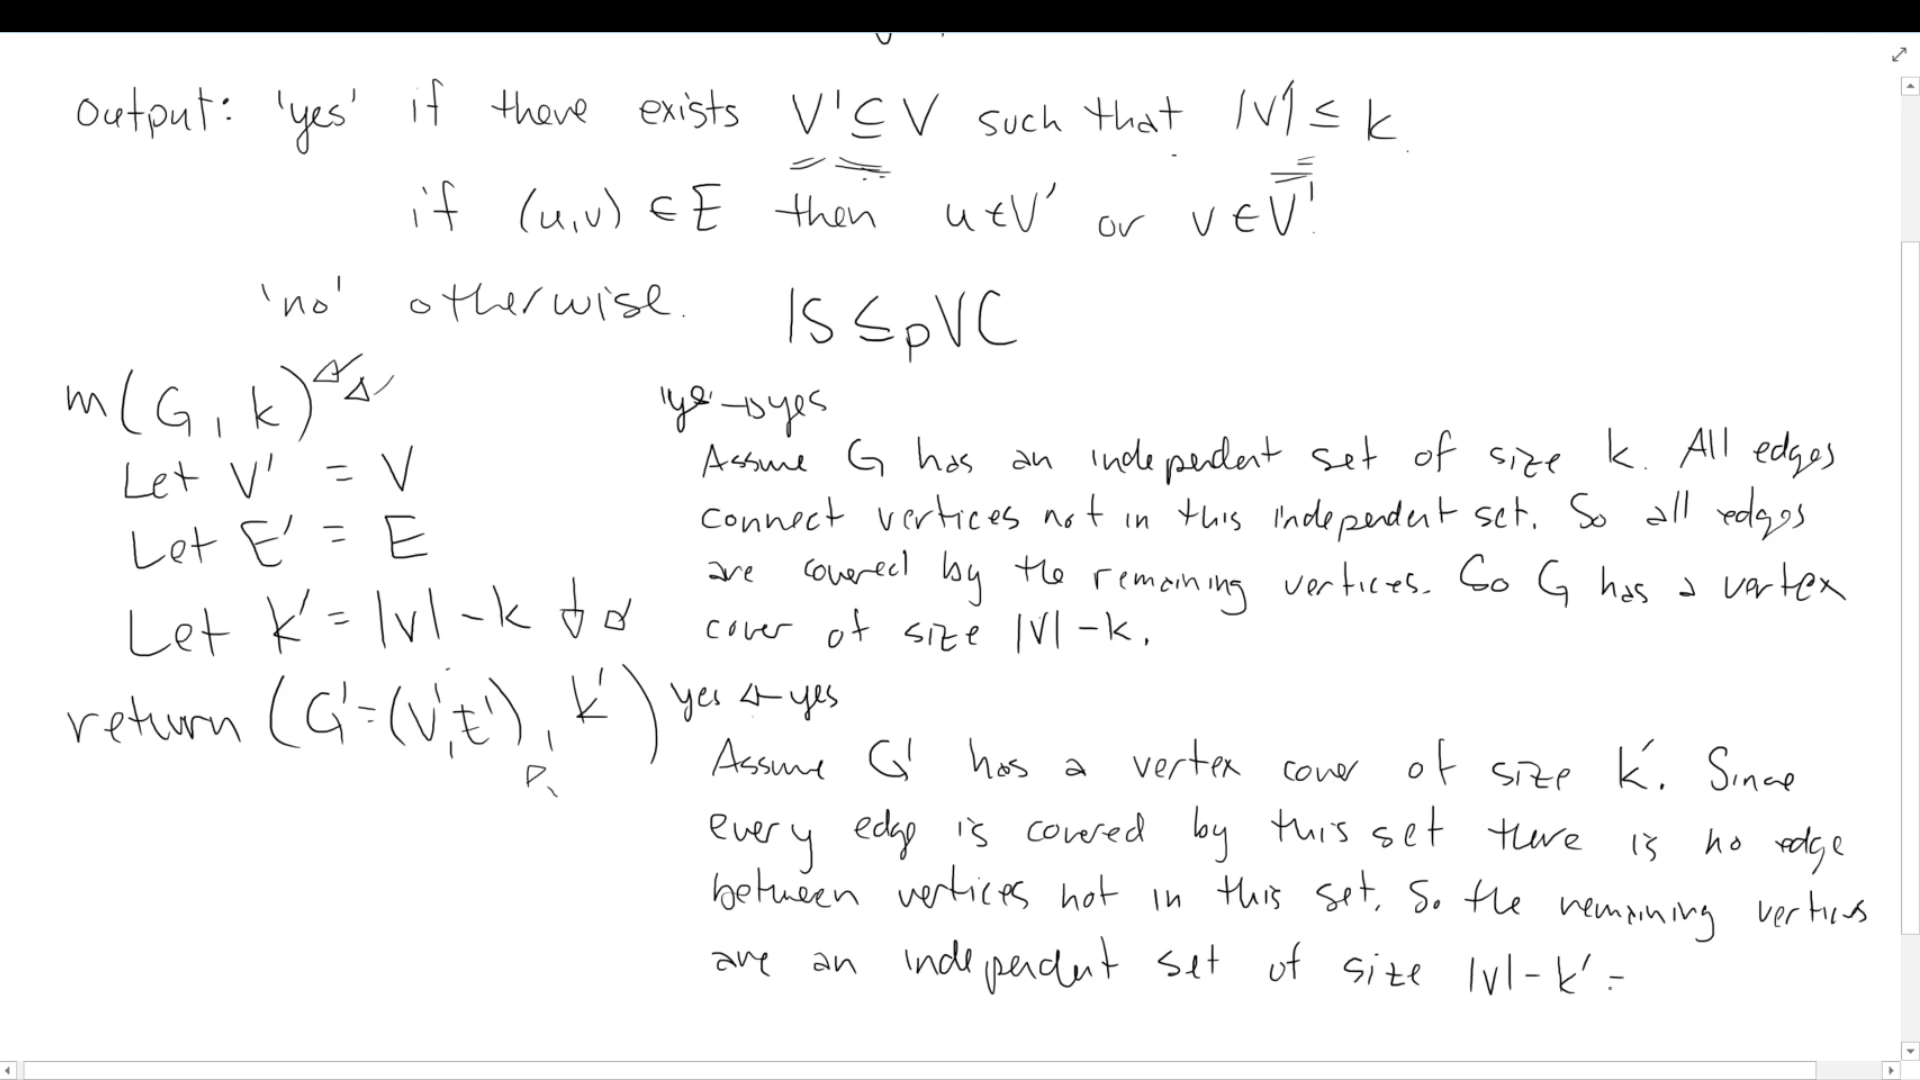 output: 'yes' if there exists V' ⊆ V such that |V'| ≤ k
if (u,v) ∈ E then u ∈ V' or v ∈ V'.
'no' otherwise.
IS ≤p VC
m(G, k)
Let V' = V
Let E' = E
Let k' = |V| - k
return (G' = (V', E'), k')
'yes' → yes
Assume G has an independent set of size k. All edges
connect vertices not in this independent set. So all edges
are covered by the remaining vertices. So G has a vertex
cover of size |V| - k.
yes ← yes
Assume G' has a vertex cover of size k'. Since
every edge is covered by this set there is no edge
between vertices not in this set. So the remaining vertices
are an independent set of size |V| - k' =